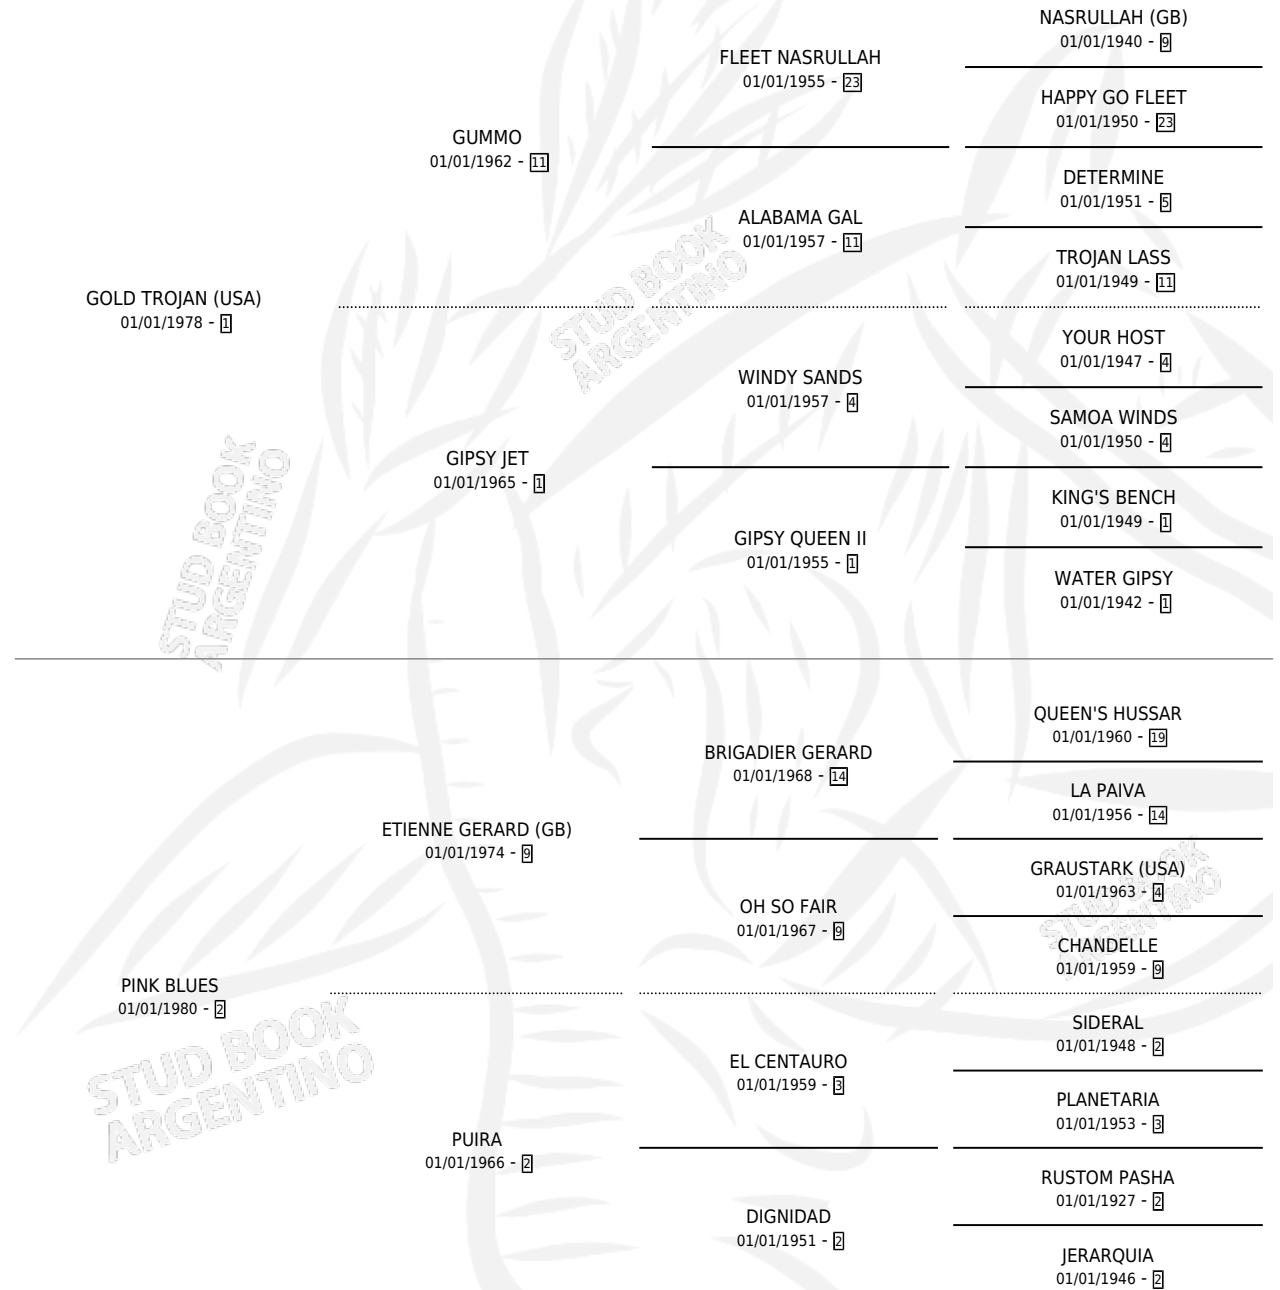 NASRULLAH (GB)
01/01/1940 - 9
FLEET NASRULLAH
01/01/1955 - 23
HAPPY GO FLEET
01/01/1950 - 23
GUMMO
01/01/1962 - 11
DETERMINE
01/01/1951 - 5
ALABAMA GAL
01/01/1957 - 11
TROJAN LASS
01/01/1949 - 11
GOLD TROJAN (USA)
01/01/1978 - 1
YOUR HOST
01/01/1947 - 4
WINDY SANDS
01/01/1957 - 4
SAMOA WINDS
01/01/1950 - 4
GIPSY JET
01/01/1965 - 1
KING'S BENCH
01/01/1949 - 1
GIPSY QUEEN II
01/01/1955 - 1
WATER GIPSY
01/01/1942 - 1
QUEEN'S HUSSAR
01/01/1960 - 19
BRIGADIER GERARD
01/01/1968 - 14
LA PAIVA
01/01/1956 - 14
ETIENNE GERARD (GB)
01/01/1974 - 9
GRAUSTARK (USA)
01/01/1963 - 4
OH SO FAIR
01/01/1967 - 9
CHANDELLE
01/01/1959 - 9
PINK BLUES
01/01/1980 - 2
SIDERAL
01/01/1948 - 2
EL CENTAURO
01/01/1959 - 3
PLANETARIA
01/01/1953 - 3
PUIRA
01/01/1966 - 2
RUSTOM PASHA
01/01/1927 - 2
DIGNIDAD
01/01/1951 - 2
JERARQUIA
01/01/1946 - 2
STUD BOOK
ARGENTINO
STUD BOOK
ARGENTINO
STUD BOOK
ARGENTINO
STUD BOOK
ARGENTINO